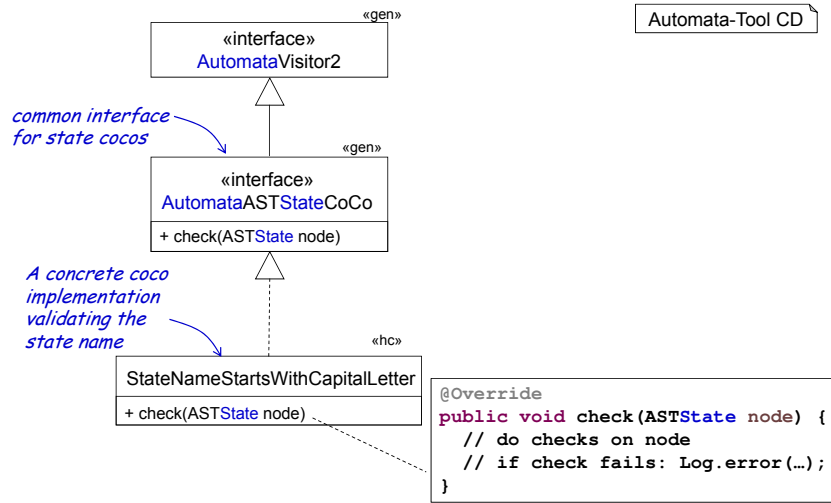 «gen»
Automata-Tool CD
«interface»
AutomataVisitor2
common interface
for state cocos
«gen»
«interface»
AutomataASTStateCoCo
+ check(ASTState node)
A concrete coco
implementation
validating the
state name
«hc»
StateNameStartsWithCapitalLetter
+ check(ASTState node)
@Override
public void check(ASTState node) {
// do checks on node
// if check fails: Log.error(…);
}